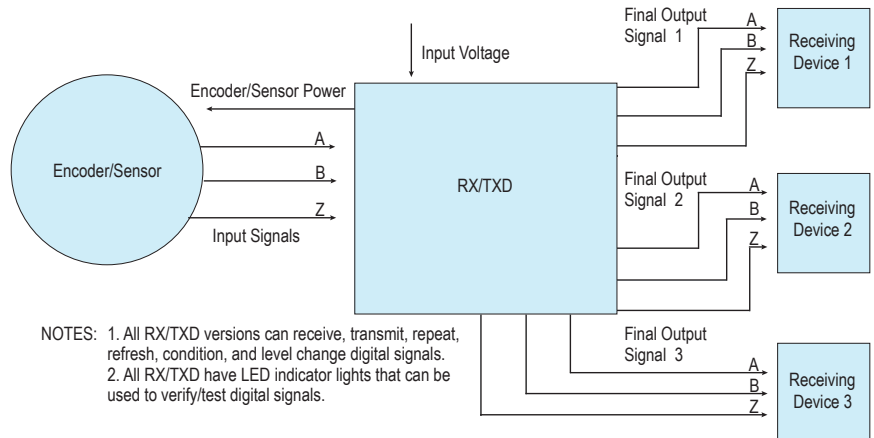 Final Output
Signal 1
A
B
Z
Receiving
Device 1
Input Voltage
Encoder/Sensor Power
A
B
Z
Encoder/Sensor
Input Signals
RX/TXD
Final Output
Signal 2
A
B
Z
Receiving
Device 2
NOTES: 1. All RX/TXD versions can receive, transmit, repeat,
refresh, condition, and level change digital signals.
2. All RX/TXD have LED indicator lights that can be
used to verify/test digital signals.
Final Output
Signal 3
A
B
Z
Receiving
Device 3